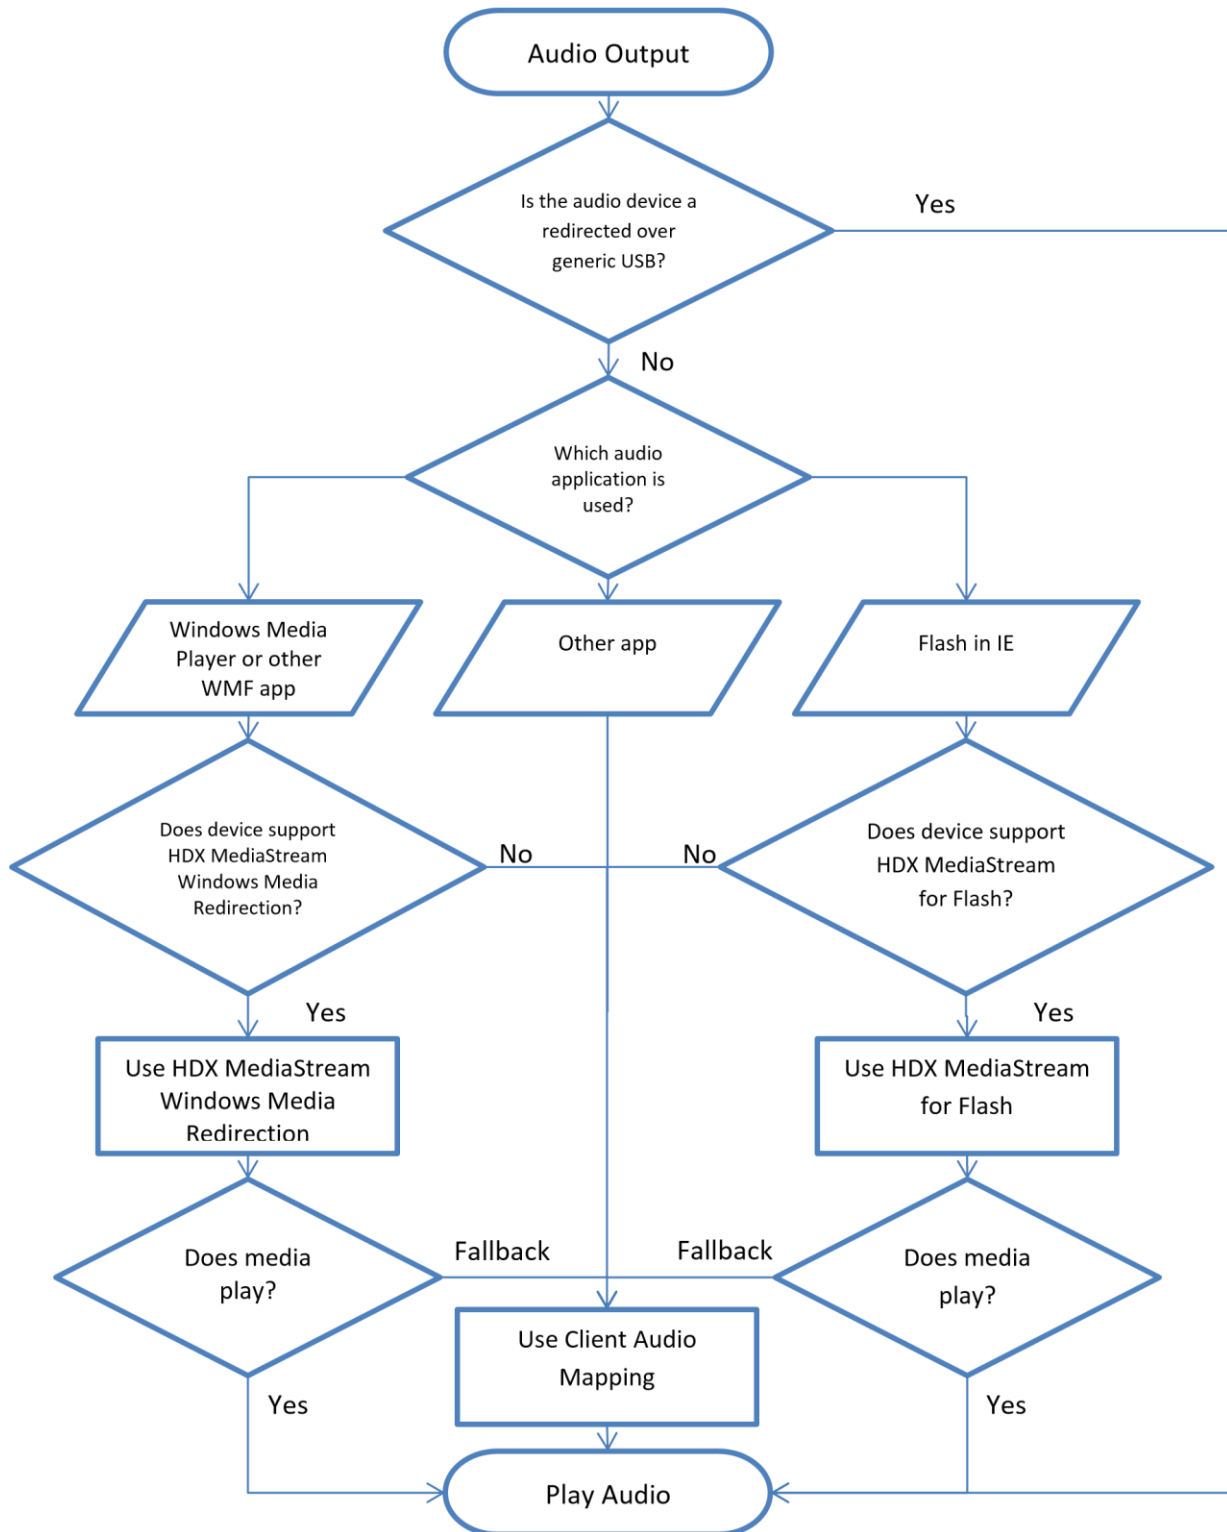 Audio Output
Is the audio device a
redirected over
generic USB?
Yes
No
Which audio
application is
used?
Windows Media
Player or other
WMF app
Other app
Flash in IE
Does device support
HDX MediaStream
Windows Media
Redirection?
No
No
Does device support
HDX MediaStream
for Flash?
Yes
Yes
Use HDX MediaStream
Windows Media
Redirection
Use HDX MediaStream
for Flash
Does media
play?
Fallback
Fallback
Does media
play?
Use Client Audio
Mapping
Yes
Yes
Play Audio